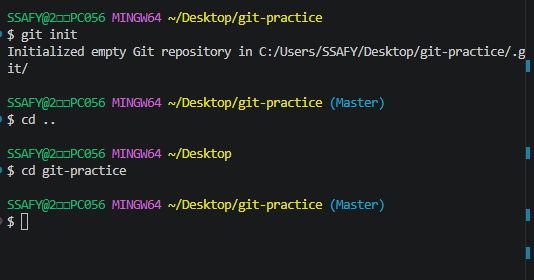 SSAFY@2□□PC056 MINGW64 ~/Desktop/git-practice
$ git init
Initialized empty Git repository in C:/Users/SSAFY/Desktop/git-practice/.g
it/
SSAFY@2□□PC056 MINGW64 ~/Desktop/git-practice (Master)
$ cd ..
SSAFY@2□□PC056 MINGW64 ~/Desktop
$ cd git-practice
SSAFY@2□□PC056 MINGW64 ~/Desktop/git-practice (Master)
$